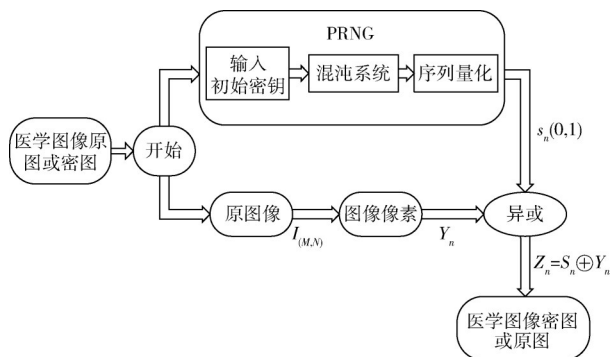 PRNG
输入
初始密钥
混沌系统
序列量化
医学图像原
图或密图
开始
s_n(0,1)
原图像
I_(M,N)
图像像素
Y_n
异或
Z_n=S_n⊕Y_n
医学图像密图
或原图